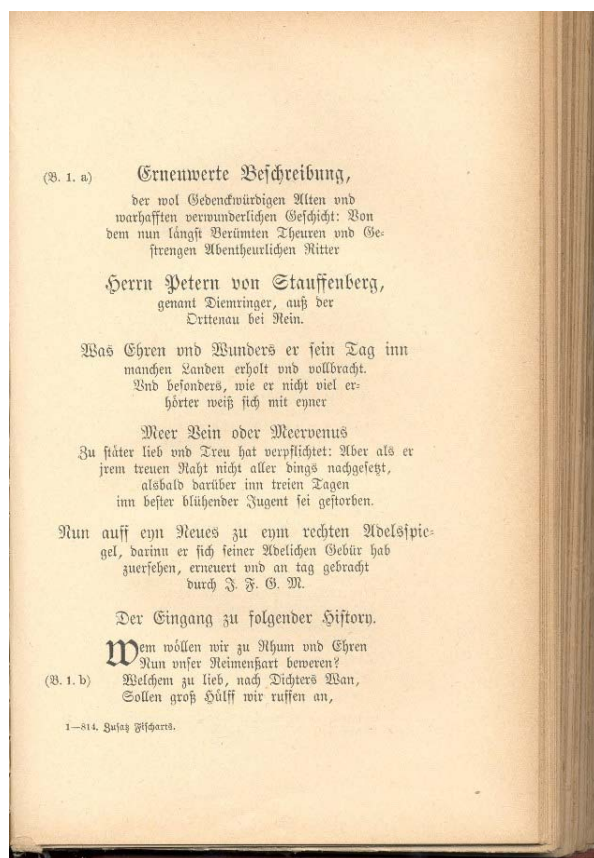 (B. 1. a) Ernenwerte Beschreibung,
der wol Gedenckwürdigen Alten vnd
warhafften verwunderlichen Geschicht: Von
dem nun längst Berümten Theuren vnd Ge-
strengen Abentheurlichen Ritter
Herrn Petern von Stauffenberg,
genant Diemringer, auß der
Orttenau bei Rein.
Was Ehren vnd Wunders er sein Tag inn
manchen Landen erholt vnd vollbracht.
Vnd besonders, wie er nicht viel er-
hörter weiß sich mit eyner
Meer Vein oder Meervenus
Zu stäter lieb vnd Treu hat verpflichtet: Aber als er
jrem treuen Raht nicht aller dings nachgesetzt,
alsbald darüber inn treien Tagen
inn bester blühender Jugent sei gestorben.
Nun auff eyn Neues zu eym rechten Adelsspie-
gel, darinn er sich seiner Adelichen Gebür hab
zuersehen, erneuert vnd an tag gebracht
durch J. F. G. M.
Der Eingang zu folgender History.
Wem wöllen wir zu Rhum vnd Ehren
Nun vnser Reimenßart beweren?
(B. 1. b) Welchem zu lieb, nach Dichters Wan,
Sollen groß Hülff wir ruffen an,
1—814. Zusatz Fischarts.